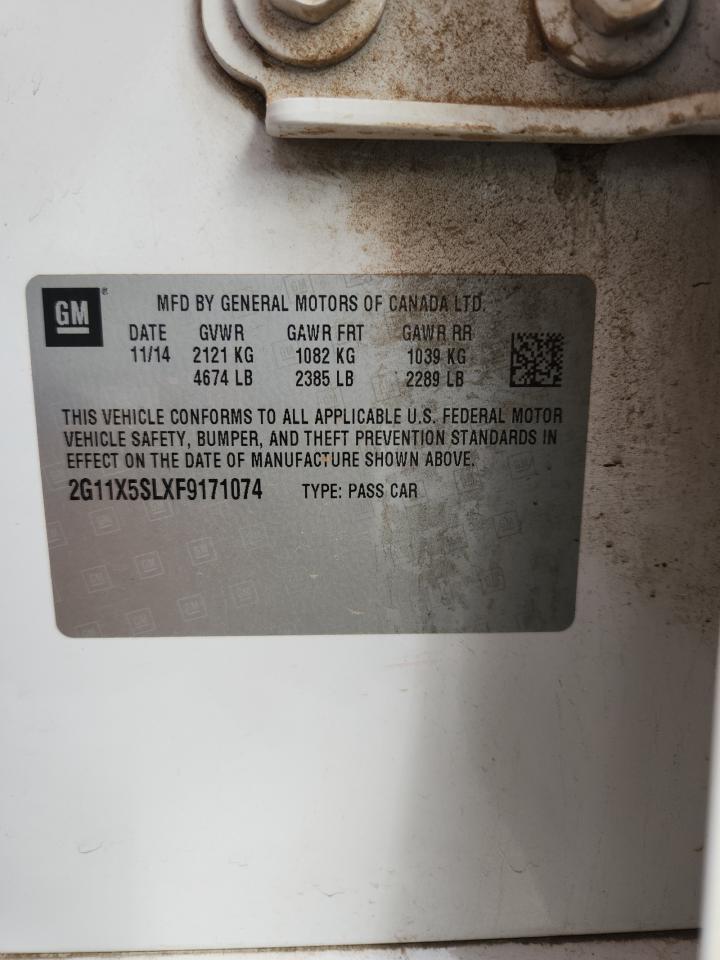 GM ®
MFD BY GENERAL MOTORS OF CANADA LTD.
DATE GVWR GAWR FRT GAWR RR
11/14 2121 KG 1082 KG 1039 KG
4674 LB 2385 LB 2289 LB
THIS VEHICLE CONFORMS TO ALL APPLICABLE U.S. FEDERAL MOTOR
VEHICLE SAFETY, BUMPER, AND THEFT PREVENTION STANDARDS IN
EFFECT ON THE DATE OF MANUFACTURE SHOWN ABOVE.
2G11X5SLXF9171074 TYPE: PASS CAR